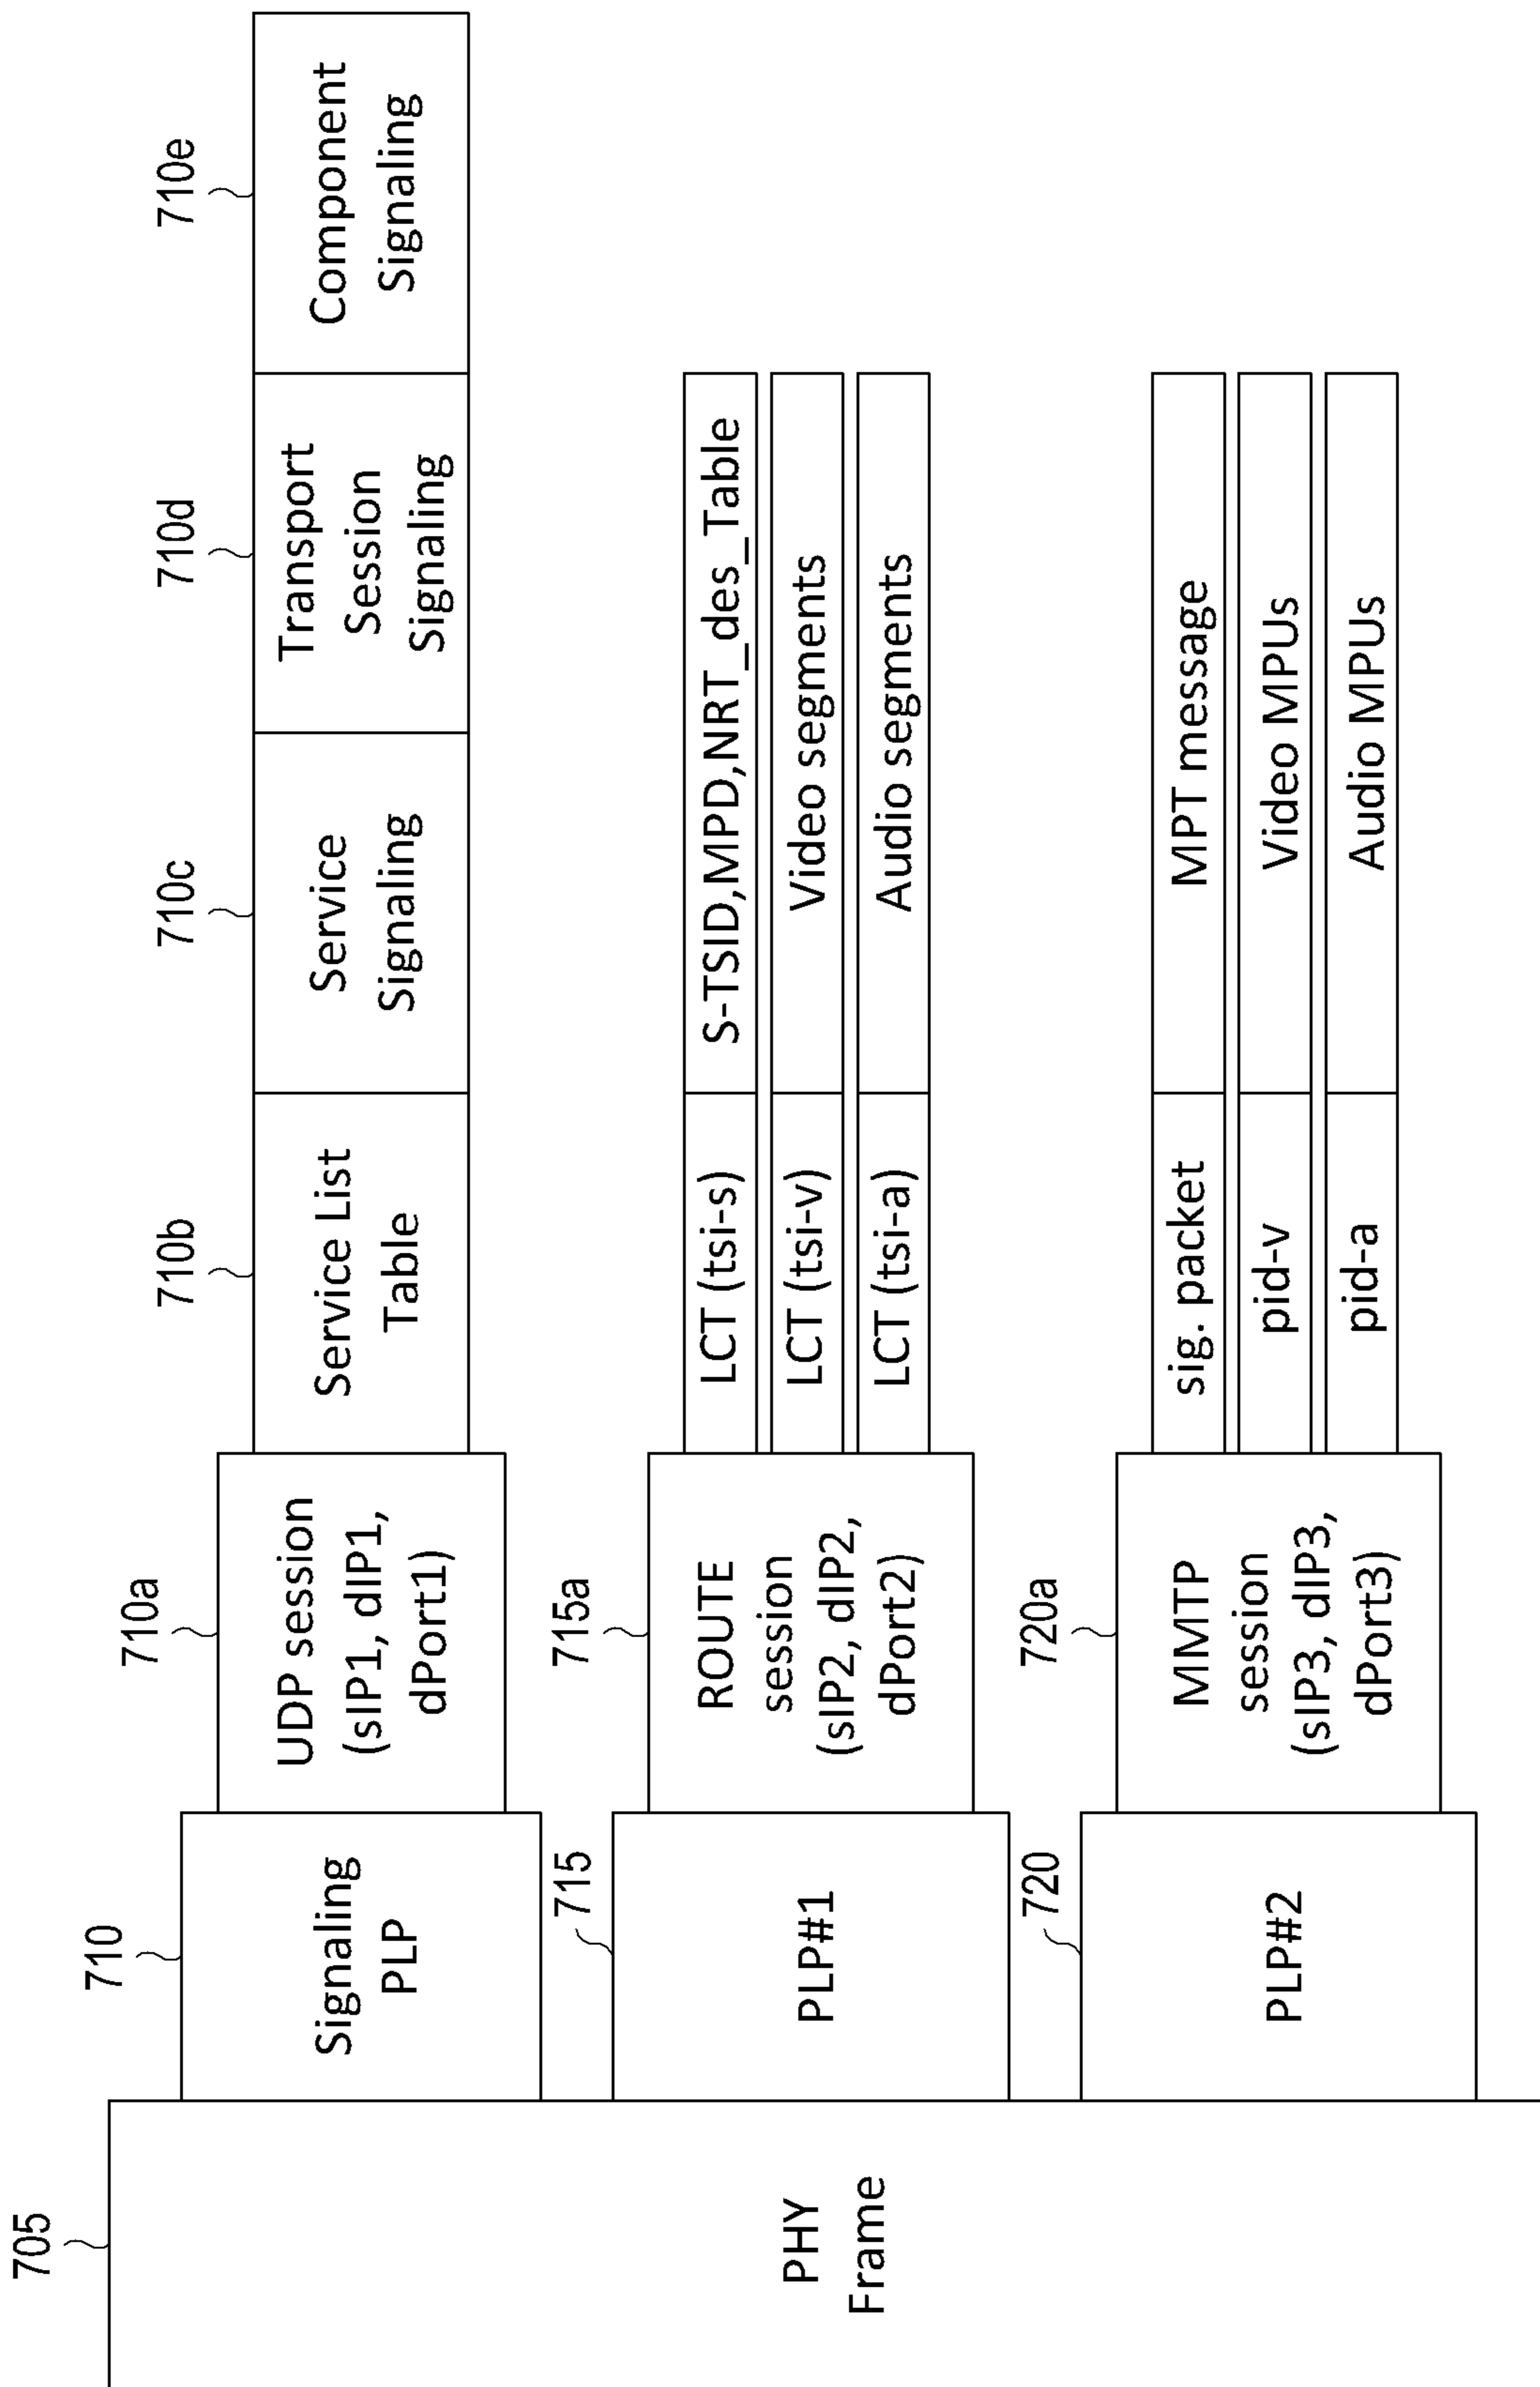 705
PHY
Frame
710
Signaling
PLP
710a
UDP session
(sIP1, dIP1,
dPort1)
710b
Service List
Table
710c
Service
Signaling
710d
Transport
Session
Signaling
710e
Component
Signaling
715
PLP#1
715a
ROUTE
session
(sIP2, dIP2,
dPort2)
LCT (tsi-s)
S-TSID,MPD,NRT_des_Table
LCT (tsi-v)
Video segments
LCT (tsi-a)
Audio segments
720
PLP#2
720a
MMTP
session
(sIP3, dIP3,
dPort3)
sig. packet
MPT message
pid-v
Video MPUs
pid-a
Audio MPUs